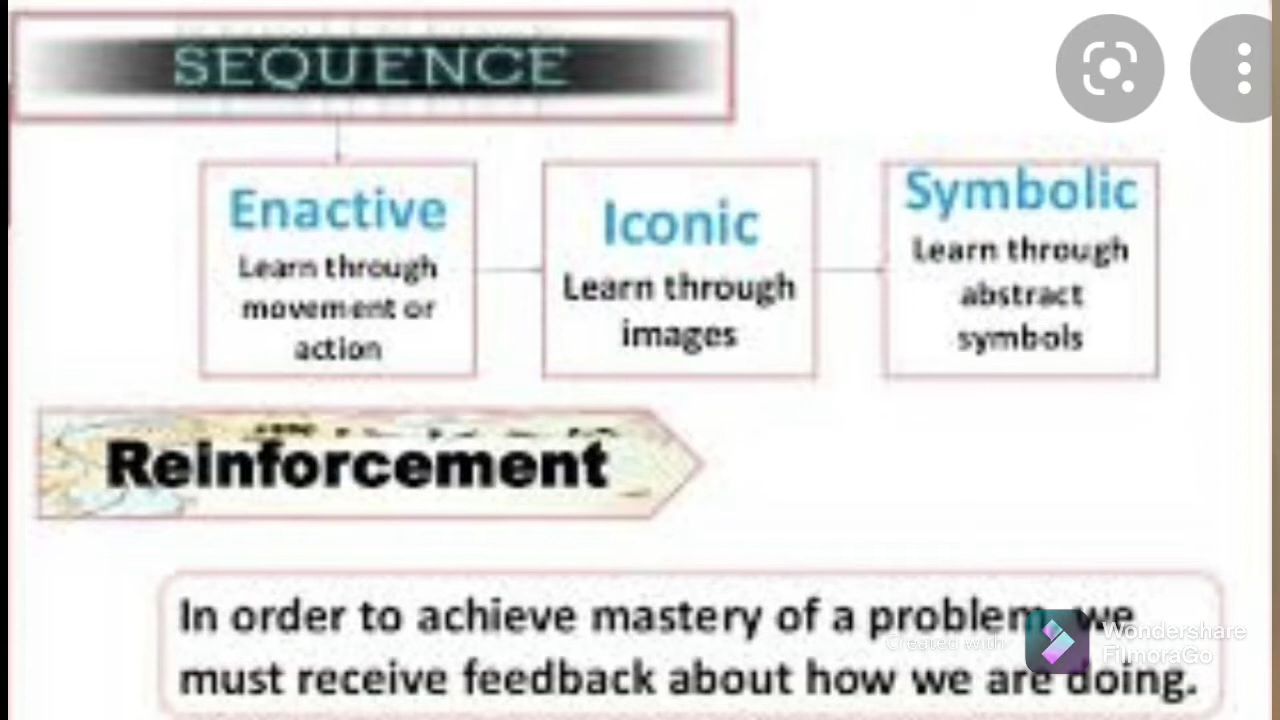 SEQUENCE
Enactive
Learn through
movement or
action
Iconic
Learn through
images
Symbolic
Learn through
abstract
symbols
Reinforcement
In order to achieve mastery of a problem, we
must receive feedback about how we are doing.
Created with
Wondershare
FilmoraGo